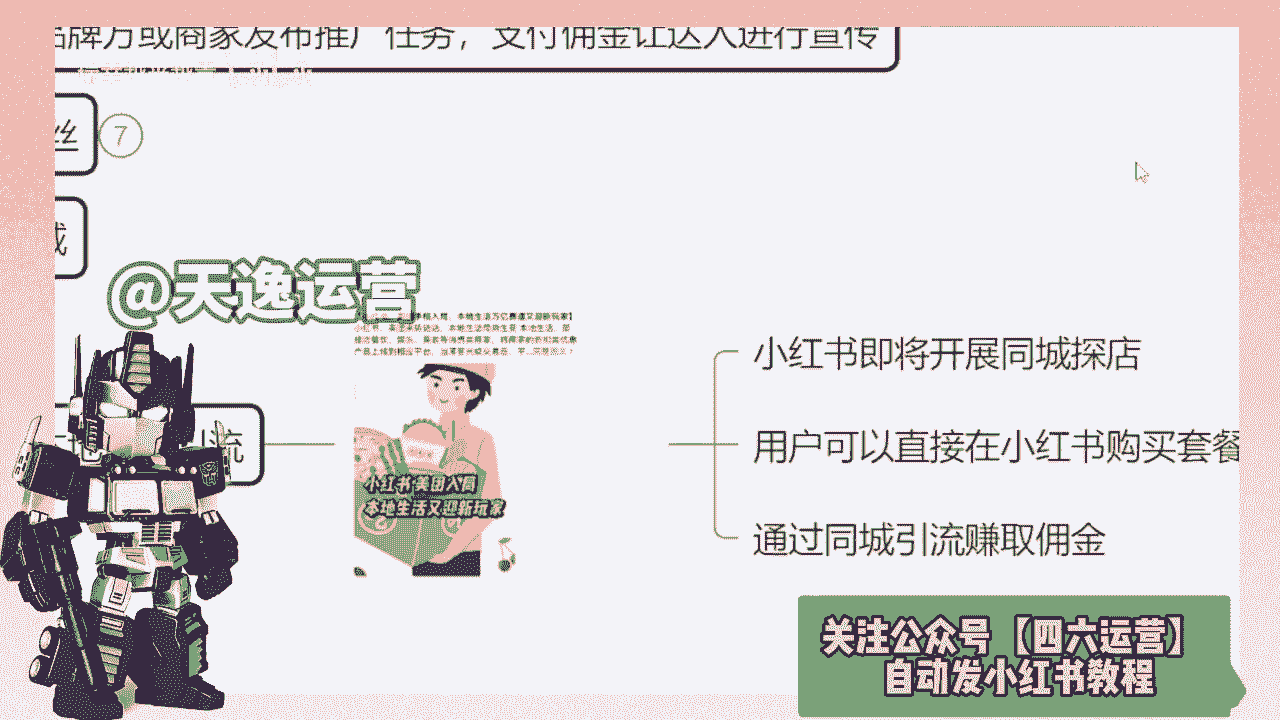 品牌方或商家发布推广任务，支付佣金让达人进行宣传
丝 7
@天逸运营
流
小红书即将开展同城探店
用户可以直接在小红书购买套餐
通过同城引流赚取佣金
小红书美团入局
本地生活又迎新玩家
关注公众号【四六运营】
自动发小红书教程